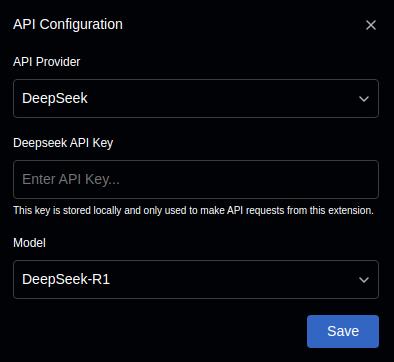 API Configuration
API Provider
DeepSeek
Deepseek API Key
Enter API Key...
This key is stored locally and only used to make API requests from this extension.
Model
DeepSeek-R1
Save